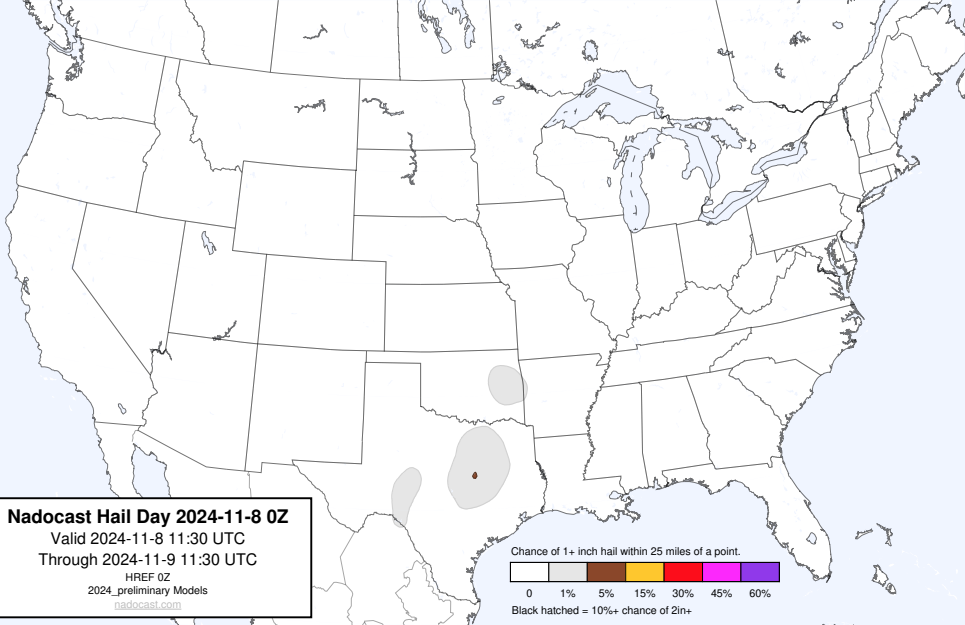 Nadocast Hail Day 2024-11-8 0Z
Valid 2024-11-8 11:30 UTC
Through 2024-11-9 11:30 UTC
HREF 0Z
2024_preliminary Models
nadocast.com
Chance of 1+ inch hail within 25 miles of a point.
0 1% 5% 15% 30% 45% 60%
Black hatched = 10%+ chance of 2in+